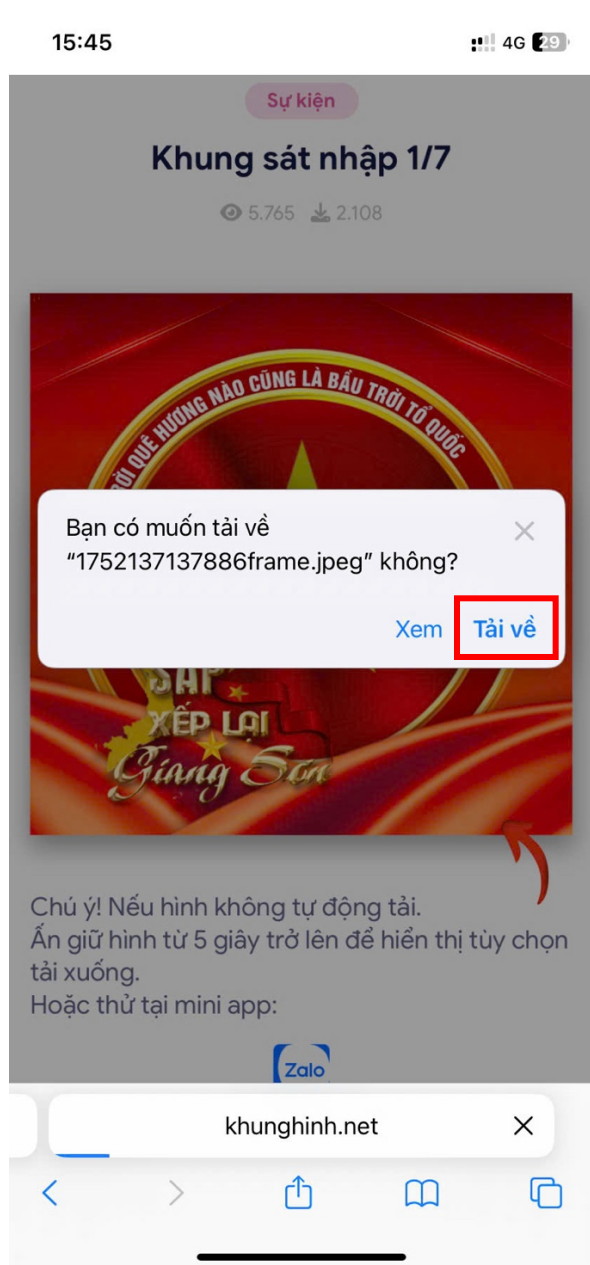 15:45
4G 29
Sự kiện
Khung sát nhập 1/7
5.765 2.108
QUÊ HƯƠNG NÀO CŨNG LÀ BẦU TRỜI TỔ QUỐC
Bạn có muốn tải về
“1752137137886frame.jpeg” không?
Xem Tải về
XẾP LẠI
Giang Sơn
Chú ý! Nếu hình không tự động tải.
Ấn giữ hình từ 5 giây trở lên để hiển thị tùy chọn
tải xuống.
Hoặc thử tại mini app:
Zalo
khunghinh.net